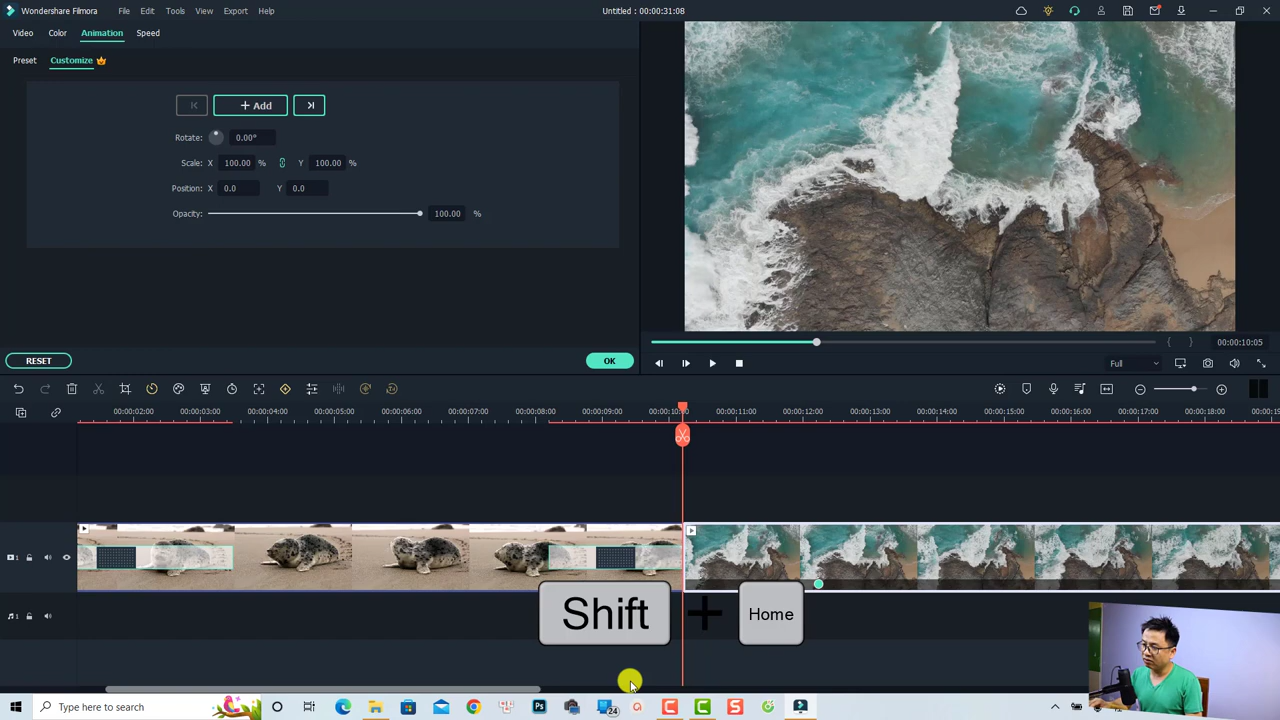 Wondershare Filmora File Edit Tools View Export Help Untitled : 00:00:31:08
Video Color Animation Speed
Preset Customize
Add
Rotate: 0.00°
Scale: X 100.00 % Y 100.00 %
Position: X 0.0 Y 0.0
Opacity: 100.00 %
RESET OK
{ } 00:00:10:05
Full
00:00:02:00 00:00:03:00 00:00:04:00 00:00:05:00 00:00:06:00 00:00:07:00 00:00:08:00 00:00:09:00 00:00:10:00 00:00:11:00 00:00:12:00 00:00:13:00 00:00:14:00 00:00:15:00 00:00:16:00 00:00:17:00 00:00:18:00
1
Shift + Home
1
Type here to search
Ps
24
S